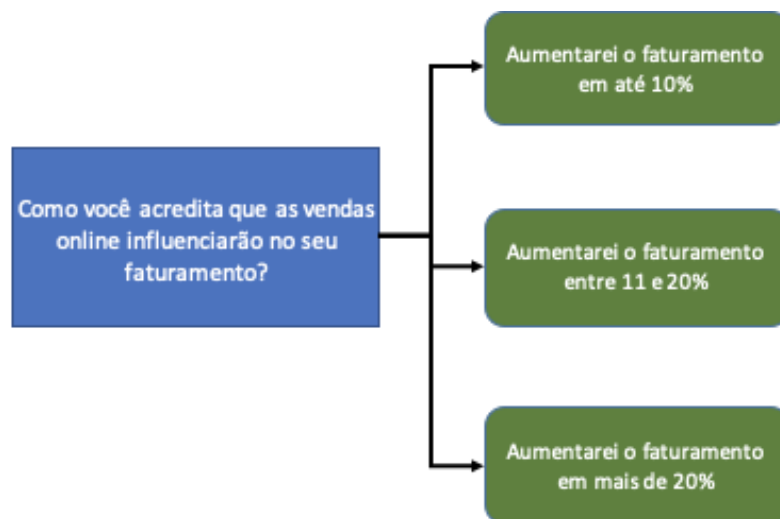 Aumentarei o faturamento
em até 10%
Como você acredita que as vendas
online influenciarão no seu
faturamento?
Aumentarei o faturamento
entre 11 e 20%
Aumentarei o faturamento
em mais de 20%